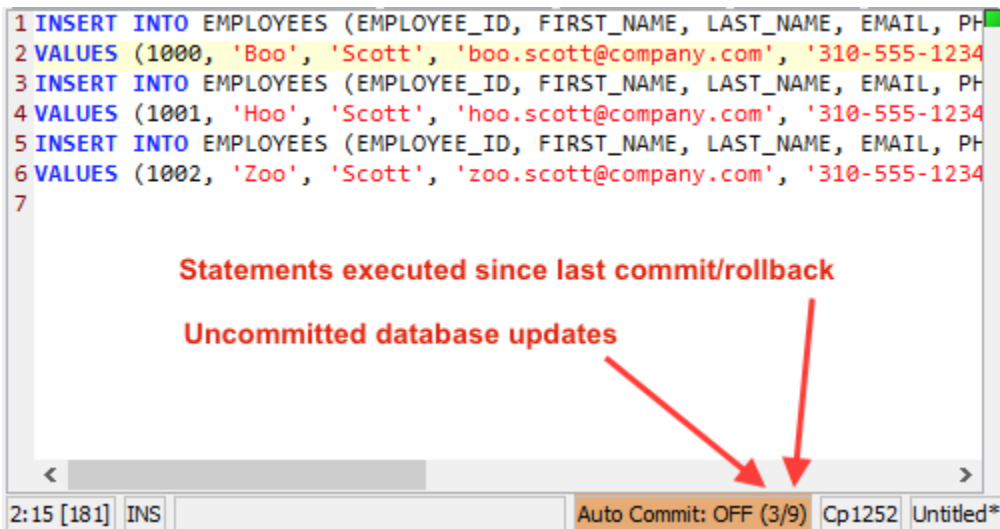 1 INSERT INTO EMPLOYEES (EMPLOYEE_ID, FIRST_NAME, LAST_NAME, EMAIL, PH
2 VALUES (1000, 'Boo', 'Scott', 'boo.scott@company.com', '310-555-1234
3 INSERT INTO EMPLOYEES (EMPLOYEE_ID, FIRST_NAME, LAST_NAME, EMAIL, PH
4 VALUES (1001, 'Hoo', 'Scott', 'hoo.scott@company.com', '310-555-1234
5 INSERT INTO EMPLOYEES (EMPLOYEE_ID, FIRST_NAME, LAST_NAME, EMAIL, PH
6 VALUES (1002, 'Zoo', 'Scott', 'zoo.scott@company.com', '310-555-1234
7
Statements executed since last commit/rollback
Uncommitted database updates
2:15 [181] INS Auto Commit: OFF (3/9) Cp1252 Untitled*